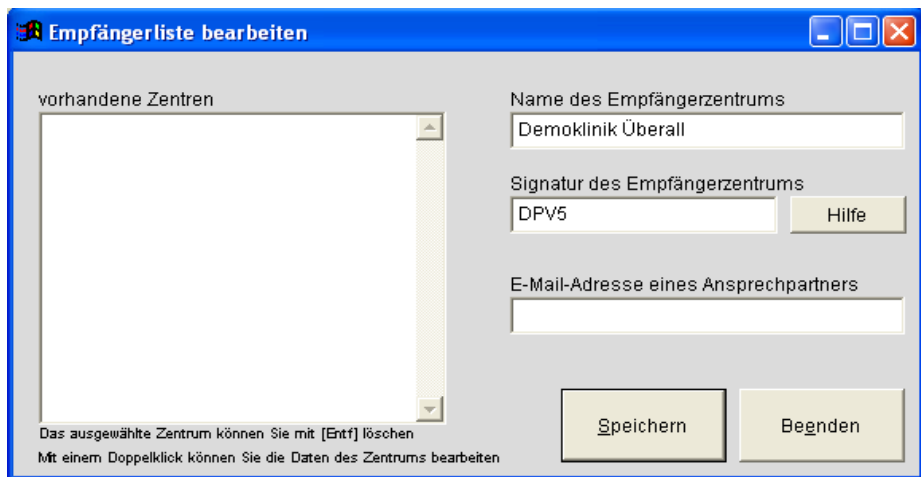 Empfängerliste bearbeiten
vorhandene Zentren
Das ausgewählte Zentrum können Sie mit [Entf] löschen
Mit einem Doppelklick können Sie die Daten des Zentrums bearbeiten
Name des Empfängerzentrums
Demoklinik Überall
Signatur des Empfängerzentrums
DPV5
Hilfe
E-Mail-Adresse eines Ansprechpartners
Speichern
Beenden